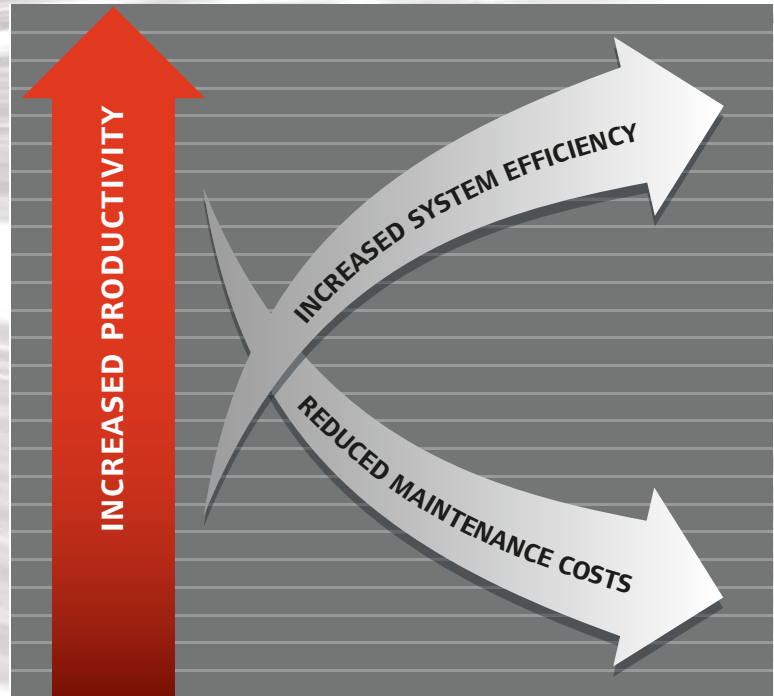 INCREASED PRODUCTIVITY
INCREASED SYSTEM EFFICIENCY
REDUCED MAINTENANCE COSTS